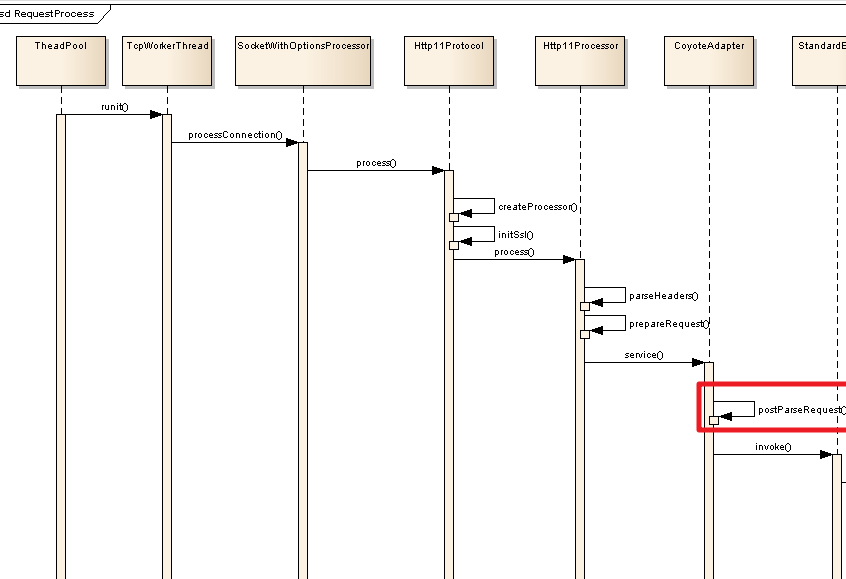 sd RequestProcess
TheadPool
TcpWorkerThread
SocketWithOptionsProcessor
Http11Protocol
Http11Processor
CoyoteAdapter
StandardE
runit()
processConnection()
process()
createProcessor()
initSsl()
process()
parseHeaders()
prepareRequest()
service()
postParseRequest()
invoke()